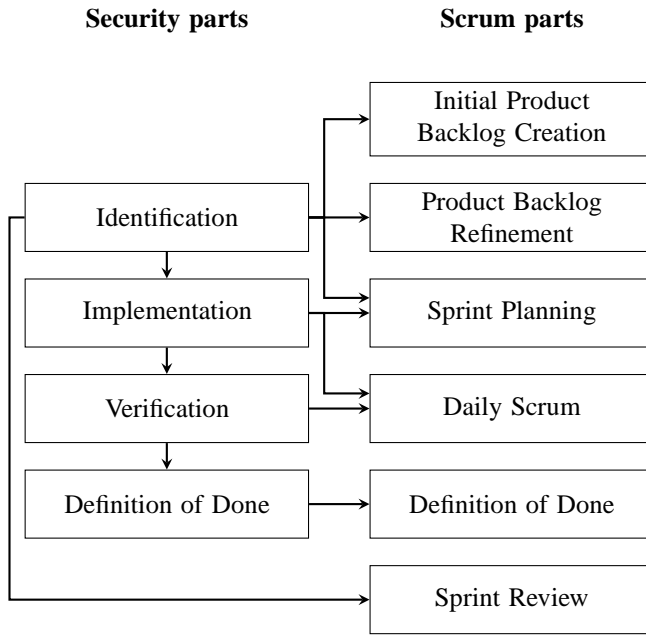 Security parts
Scrum parts
Initial Product
Backlog Creation
Identification
Product Backlog
Refinement
Implementation
Sprint Planning
Verification
Daily Scrum
Definition of Done
Definition of Done
Sprint Review